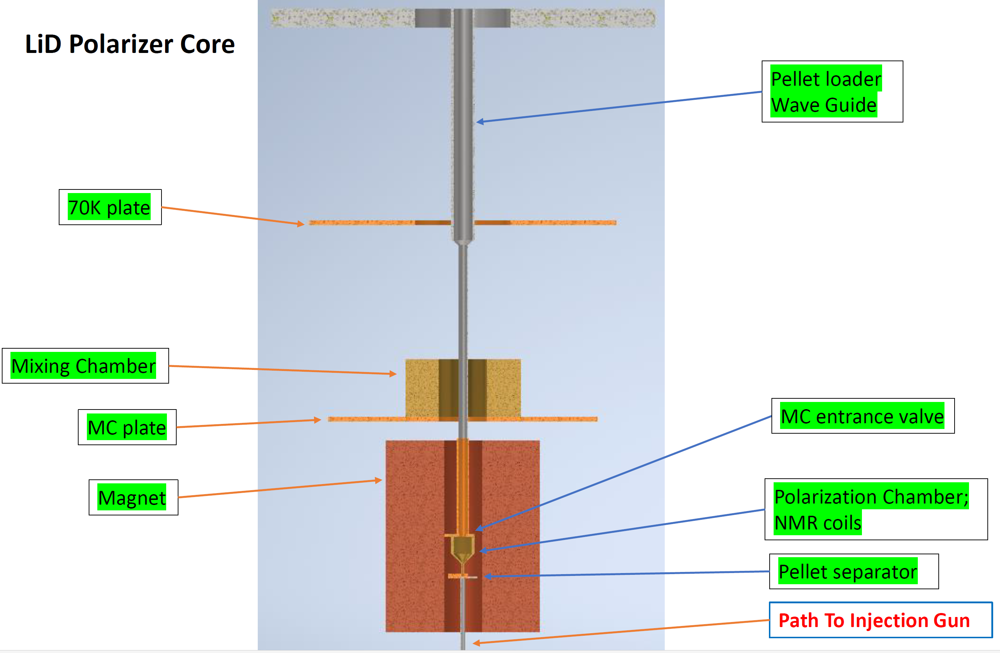 LiD Polarizer Core
Pellet loader
Wave Guide
70K plate
Mixing Chamber
MC plate
MC entrance valve
Magnet
Polarization Chamber;
NMR coils
Pellet separator
Path To Injection Gun